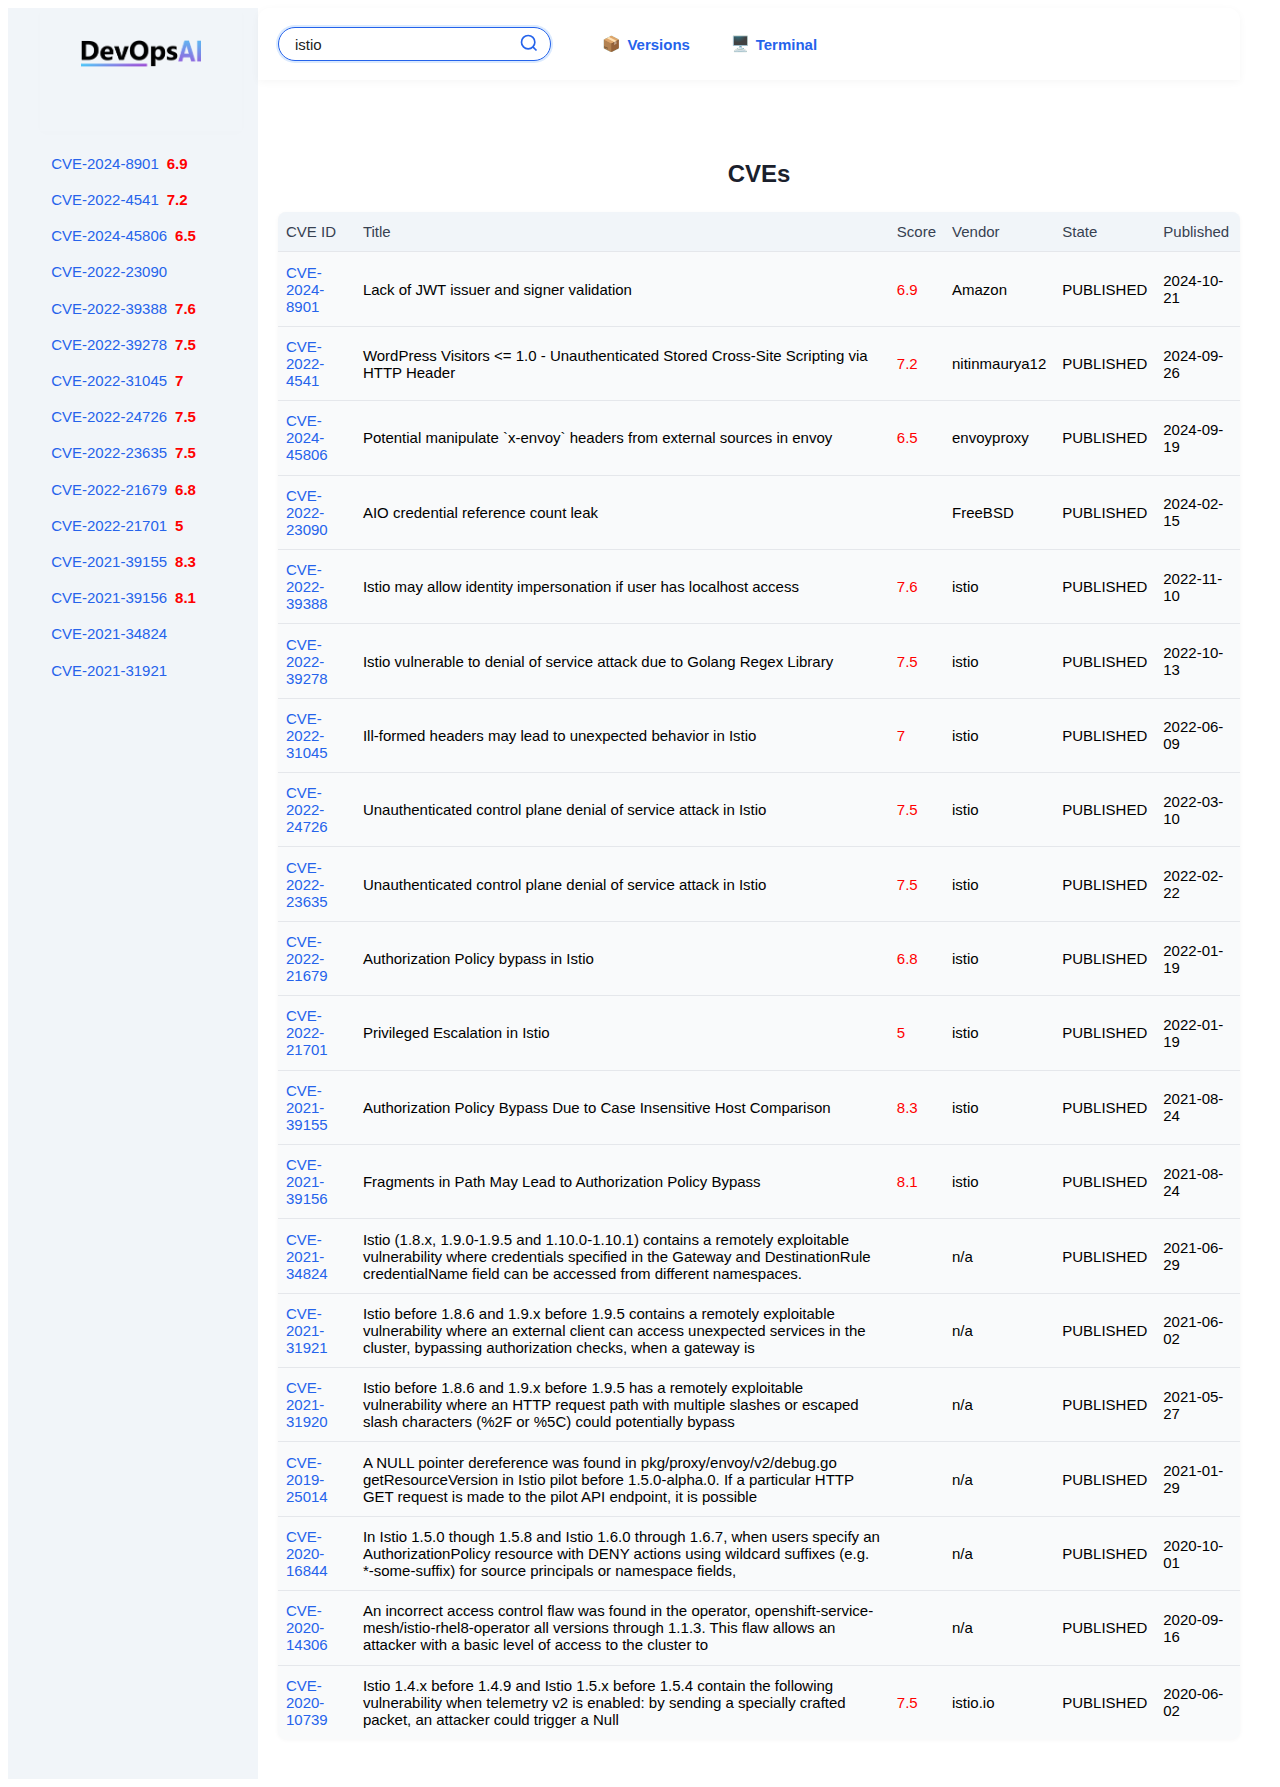 DevOpsAI
istio
📦 Versions
🖥️ Terminal
CVE-2024-8901 6.9
CVE-2022-4541 7.2
CVE-2024-45806 6.5
CVE-2022-23090
CVE-2022-39388 7.6
CVE-2022-39278 7.5
CVE-2022-31045 7
CVE-2022-24726 7.5
CVE-2022-23635 7.5
CVE-2022-21679 6.8
CVE-2022-21701 5
CVE-2021-39155 8.3
CVE-2021-39156 8.1
CVE-2021-34824
CVE-2021-31921
CVEs
CVE ID Title Score Vendor State Published
CVE-
2024-
8901
Lack of JWT issuer and signer validation
6.9
Amazon
PUBLISHED
2024-10-
21
CVE-
2022-
4541
WordPress Visitors <= 1.0 - Unauthenticated Stored Cross-Site Scripting via
HTTP Header
7.2
nitinmaurya12
PUBLISHED
2024-09-
26
CVE-
2024-
45806
Potential manipulate `x-envoy` headers from external sources in envoy
6.5
envoyproxy
PUBLISHED
2024-09-
19
CVE-
2022-
23090
AIO credential reference count leak
FreeBSD
PUBLISHED
2024-02-
15
CVE-
2022-
39388
Istio may allow identity impersonation if user has localhost access
7.6
istio
PUBLISHED
2022-11-
10
CVE-
2022-
39278
Istio vulnerable to denial of service attack due to Golang Regex Library
7.5
istio
PUBLISHED
2022-10-
13
CVE-
2022-
31045
Ill-formed headers may lead to unexpected behavior in Istio
7
istio
PUBLISHED
2022-06-
09
CVE-
2022-
24726
Unauthenticated control plane denial of service attack in Istio
7.5
istio
PUBLISHED
2022-03-
10
CVE-
2022-
23635
Unauthenticated control plane denial of service attack in Istio
7.5
istio
PUBLISHED
2022-02-
22
CVE-
2022-
21679
Authorization Policy bypass in Istio
6.8
istio
PUBLISHED
2022-01-
19
CVE-
2022-
21701
Privileged Escalation in Istio
5
istio
PUBLISHED
2022-01-
19
CVE-
2021-
39155
Authorization Policy Bypass Due to Case Insensitive Host Comparison
8.3
istio
PUBLISHED
2021-08-
24
CVE-
2021-
39156
Fragments in Path May Lead to Authorization Policy Bypass
8.1
istio
PUBLISHED
2021-08-
24
CVE-
2021-
34824
Istio (1.8.x, 1.9.0-1.9.5 and 1.10.0-1.10.1) contains a remotely exploitable
vulnerability where credentials specified in the Gateway and DestinationRule
credentialName field can be accessed from different namespaces.
n/a
PUBLISHED
2021-06-
29
CVE-
2021-
31921
Istio before 1.8.6 and 1.9.x before 1.9.5 contains a remotely exploitable
vulnerability where an external client can access unexpected services in the
cluster, bypassing authorization checks, when a gateway is
n/a
PUBLISHED
2021-06-
02
CVE-
2021-
31920
Istio before 1.8.6 and 1.9.x before 1.9.5 has a remotely exploitable
vulnerability where an HTTP request path with multiple slashes or escaped
slash characters (%2F or %5C) could potentially bypass
n/a
PUBLISHED
2021-05-
27
CVE-
2019-
25014
A NULL pointer dereference was found in pkg/proxy/envoy/v2/debug.go
getResourceVersion in Istio pilot before 1.5.0-alpha.0. If a particular HTTP
GET request is made to the pilot API endpoint, it is possible
n/a
PUBLISHED
2021-01-
29
CVE-
2020-
16844
In Istio 1.5.0 though 1.5.8 and Istio 1.6.0 through 1.6.7, when users specify an
AuthorizationPolicy resource with DENY actions using wildcard suffixes (e.g.
*-some-suffix) for source principals or namespace fields,
n/a
PUBLISHED
2020-10-
01
CVE-
2020-
14306
An incorrect access control flaw was found in the operator, openshift-service-
mesh/istio-rhel8-operator all versions through 1.1.3. This flaw allows an
attacker with a basic level of access to the cluster to
n/a
PUBLISHED
2020-09-
16
CVE-
2020-
10739
Istio 1.4.x before 1.4.9 and Istio 1.5.x before 1.5.4 contain the following
vulnerability when telemetry v2 is enabled: by sending a specially crafted
packet, an attacker could trigger a Null
7.5
istio.io
PUBLISHED
2020-06-
02